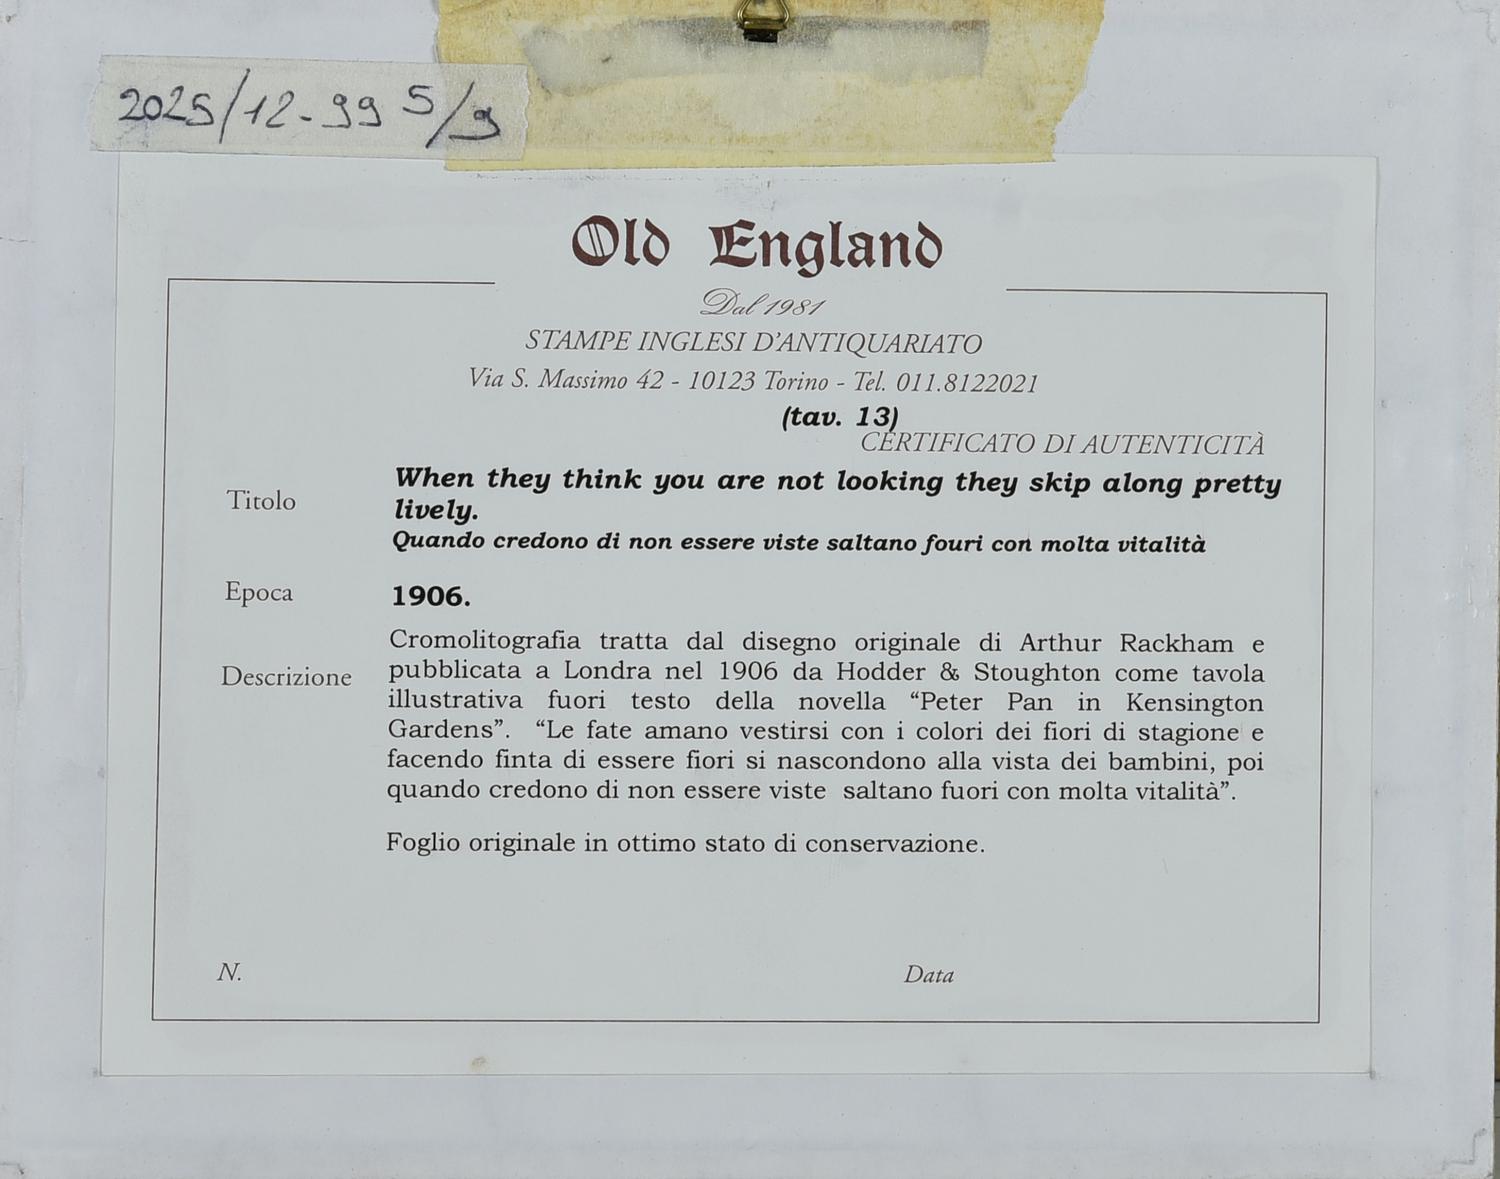 2025/12-99 5/9
Old England
Dal 1981
STAMPE INGLESI D'ANTIQUARIATO
Via S. Massimo 42 - 10123 Torino - Tel. 011.8122021
(tav. 13)
CERTIFICATO DI AUTENTICITÀ
Titolo
When they think you are not looking they skip along pretty
lively.
Quando credono di non essere viste saltano fouri con molta vitalità
Epoca
1906.
Descrizione
Cromolitografia tratta dal disegno originale di Arthur Rackham e
pubblicata a Londra nel 1906 da Hodder & Stoughton come tavola
illustrativa fuori testo della novella “Peter Pan in Kensington
Gardens”. “Le fate amano vestirsi con i colori dei fiori di stagione e
facendo finta di essere fiori si nascondono alla vista dei bambini, poi
quando credono di non essere viste saltano fuori con molta vitalità”.
Foglio originale in ottimo stato di conservazione.
N.
Data